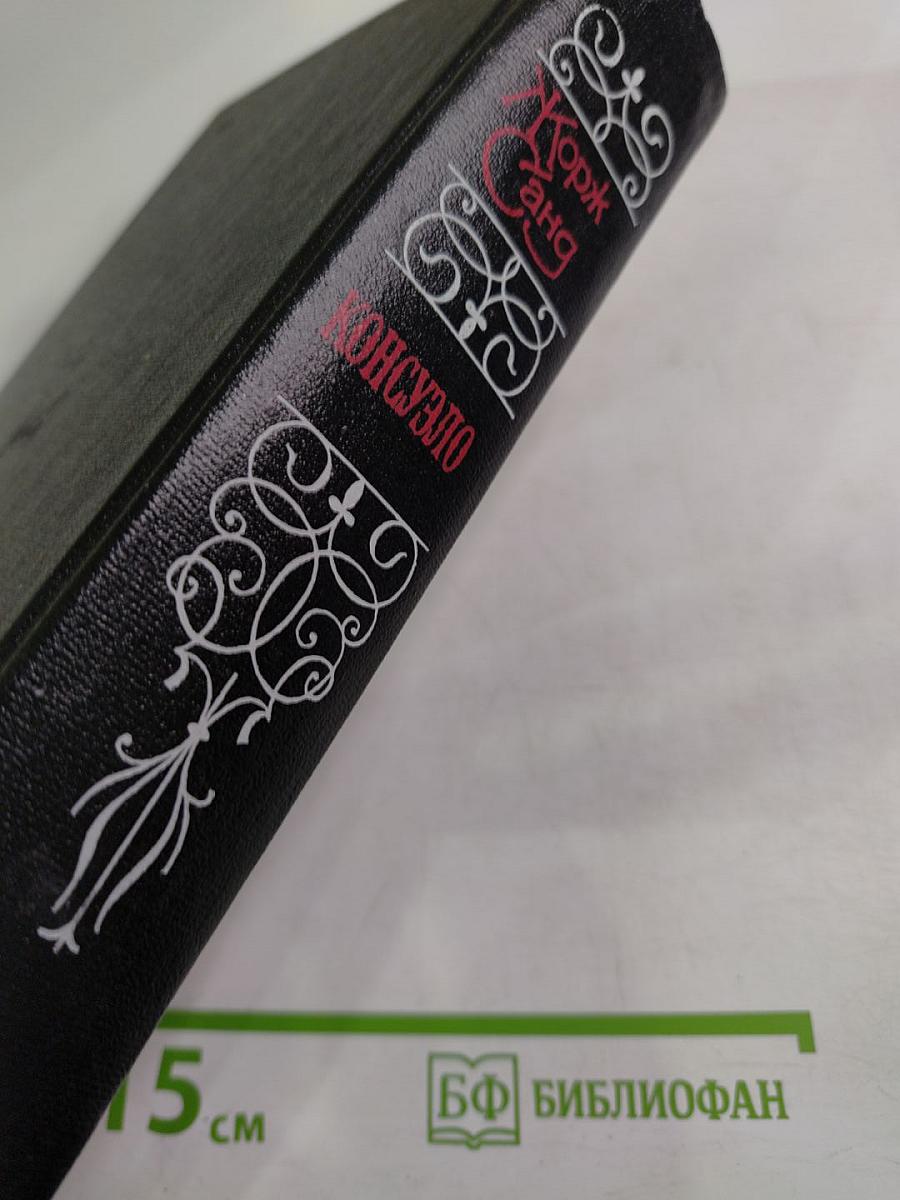 Жорж
Санд
КОНСУЭЛО
15 см
БФ БИБЛИОФАН